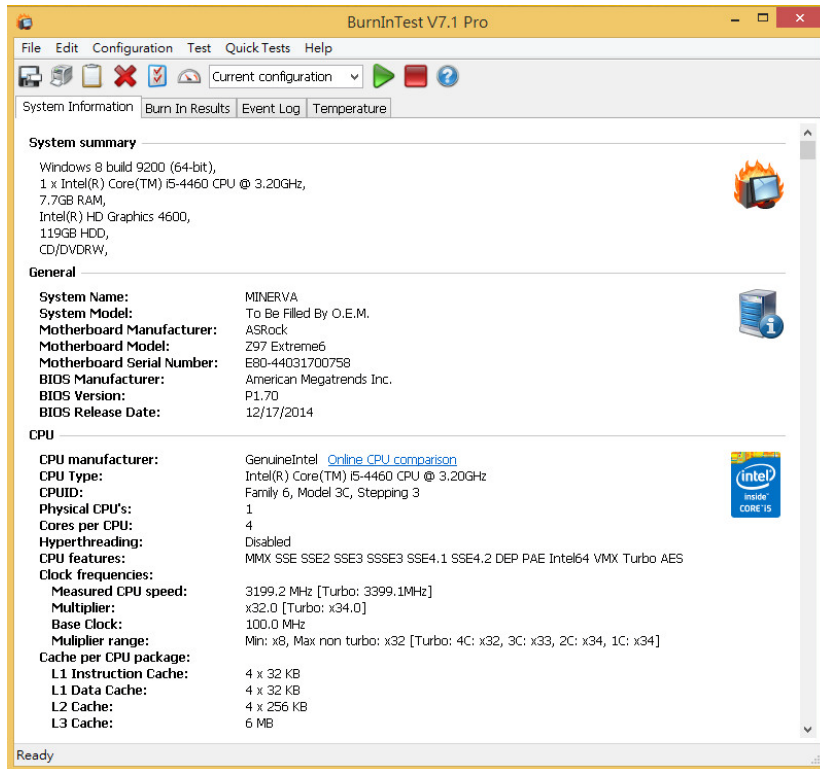 BurnInTest V7.1 Pro
File Edit Configuration Test Quick Tests Help
Current configuration
System Information Burn In Results Event Log Temperature
System summary
Windows 8 build 9200 (64-bit),
1 x Intel(R) Core(TM) i5-4460 CPU @ 3.20GHz,
7.7GB RAM,
Intel(R) HD Graphics 4600,
119GB HDD,
CD/DVDRW,
General
System Name: MINERVA
System Model: To Be Filled By O.E.M.
Motherboard Manufacturer: ASRock
Motherboard Model: Z97 Extreme6
Motherboard Serial Number: E80-44031700758
BIOS Manufacturer: American Megatrends Inc.
BIOS Version: P1.70
BIOS Release Date: 12/17/2014
CPU
CPU manufacturer: GenuineIntel Online CPU comparison
CPU Type: Intel(R) Core(TM) i5-4460 CPU @ 3.20GHz
CPUID: Family 6, Model 3C, Stepping 3
Physical CPU's: 1
Cores per CPU: 4
Hyperthreading: Disabled
CPU features: MMX SSE SSE2 SSE3 SSSE3 SSE4.1 SSE4.2 DEP PAE Intel64 VMX Turbo AES
Clock frequencies:
Measured CPU speed: 3199.2 MHz [Turbo: 3399.1MHz]
Multiplier: x32.0 [Turbo: x34.0]
Base Clock: 100.0 MHz
Muliplier range: Min: x8, Max non turbo: x32 [Turbo: 4C: x32, 3C: x33, 2C: x34, 1C: x34]
Cache per CPU package:
L1 Instruction Cache: 4 x 32 KB
L1 Data Cache: 4 x 32 KB
L2 Cache: 4 x 256 KB
L3 Cache: 6 MB
intel
inside
CORE i5
Ready